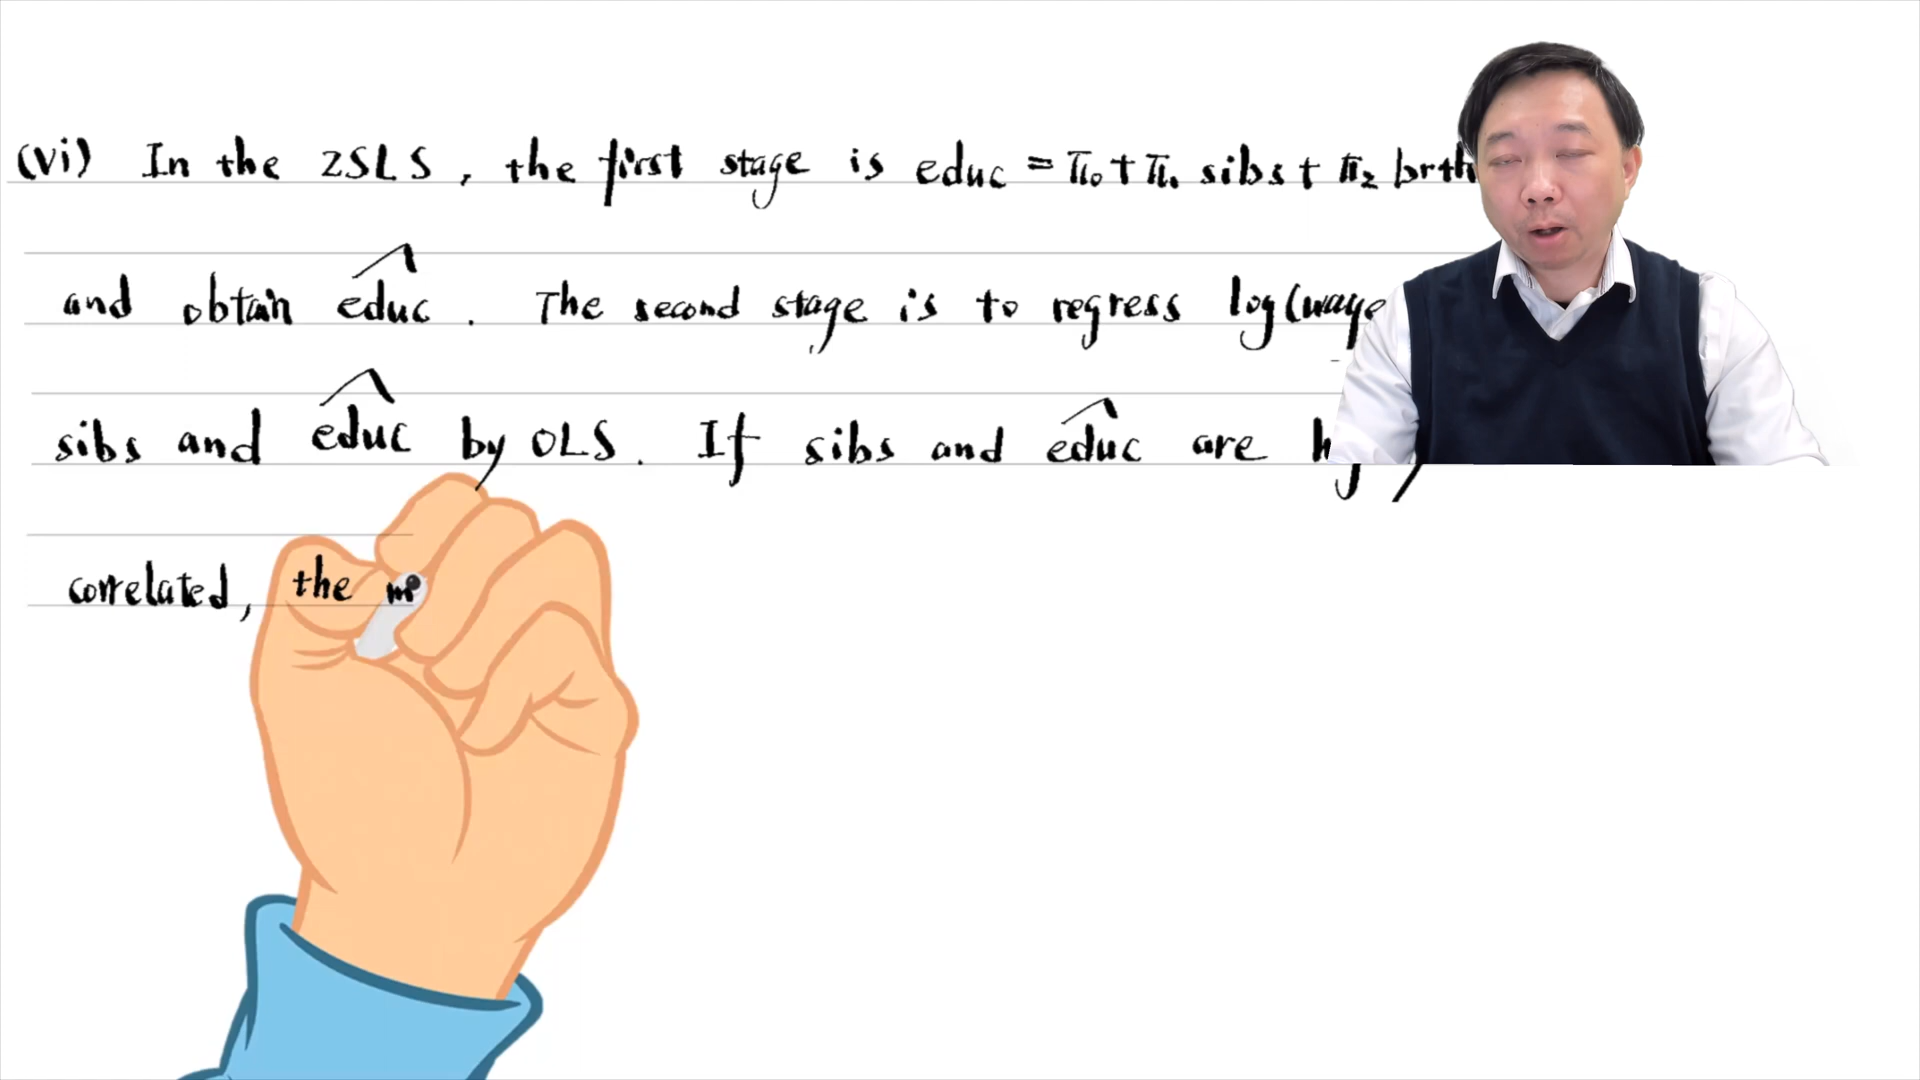 (vi) In the 2SLS, the first stage is educ = π₀ + π₁ sibs + π₂ brth
and obtain educ^. The second stage is to regress log(wage
sibs and educ^ by OLS. If sibs and educ^ are
correlated, the